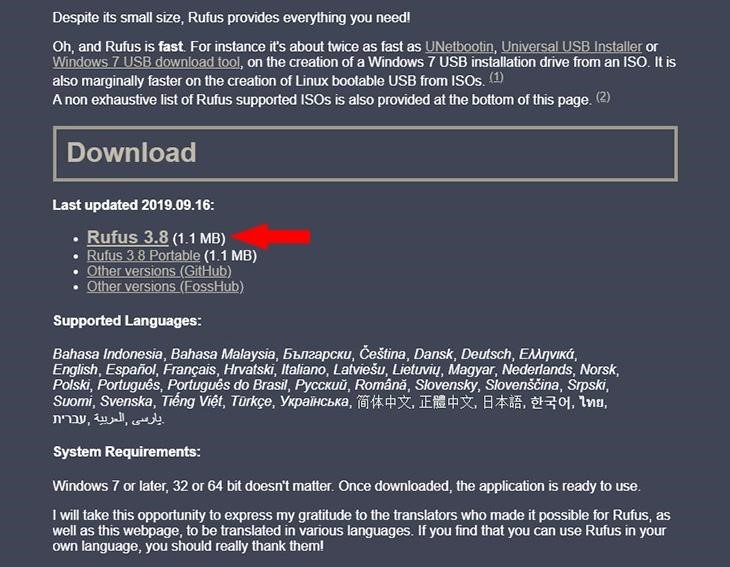 Despite its small size, Rufus provides everything you need!
Oh, and Rufus is fast. For instance it's about twice as fast as UNetbootin, Universal USB Installer or
Windows 7 USB download tool, on the creation of a Windows 7 USB installation drive from an ISO. It is
also marginally faster on the creation of Linux bootable USB from ISOs. (1)
A non exhaustive list of Rufus supported ISOs is also provided at the bottom of this page. (2)
Download
Last updated 2019.09.16:
• Rufus 3.8 (1.1 MB)
• Rufus 3.8 Portable (1.1 MB)
• Other versions (GitHub)
• Other versions (FossHub)
Supported Languages:
Bahasa Indonesia, Bahasa Malaysia, Български, Čeština, Dansk, Deutsch, Ελληνικά,
English, Español, Français, Hrvatski, Italiano, Latviešu, Lietuvių, Magyar, Nederlands, Norsk,
Polski, Português, Português do Brasil, Русский, Română, Slovensky, Slovenščina, Srpski,
Suomi, Svenska, Tiếng Việt, Türkçe, Українська, 简体中文, 正體中文, 日本語, 한국어, ไทย,
עברית, العربية, پارسی.
System Requirements:
Windows 7 or later, 32 or 64 bit doesn't matter. Once downloaded, the application is ready to use.
I will take this opportunity to express my gratitude to the translators who made it possible for Rufus, as
well as this webpage, to be translated in various languages. If you find that you can use Rufus in your
own language, you should really thank them!